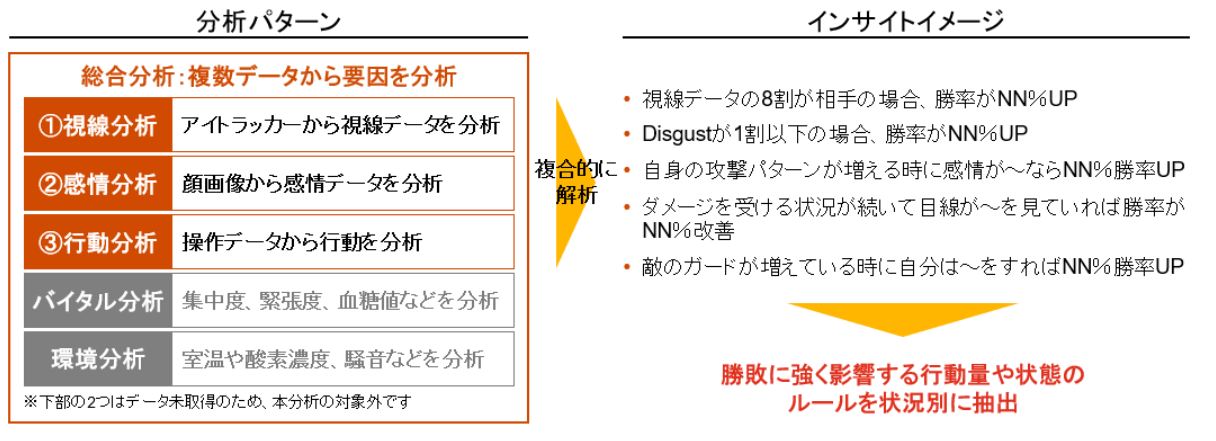 分析パターン
総合分析：複数データから要因を分析
①視線分析 アイトラッカーから視線データを分析
②感情分析 顔画像から感情データを分析
③行動分析 操作データから行動を分析
バイタル分析 集中度、緊張度、血糖値などを分析
環境分析 室温や酸素濃度、騒音などを分析
※下部の2つはデータ未取得のため、本分析の対象外です
複合的に
解析
インサイトイメージ
• 視線データの8割が相手の場合、勝率がNN%UP
• Disgustが1割以下の場合、勝率がNN%UP
• 自身の攻撃パターンが増える時に感情が～ならNN%勝率UP
• ダメージを受ける状況が続いて目線が～を見ていれば勝率が
NN%改善
• 敵のガードが増えている時に自分は～をすればNN%勝率UP
勝敗に強く影響する行動量や状態の
ルールを状況別に抽出